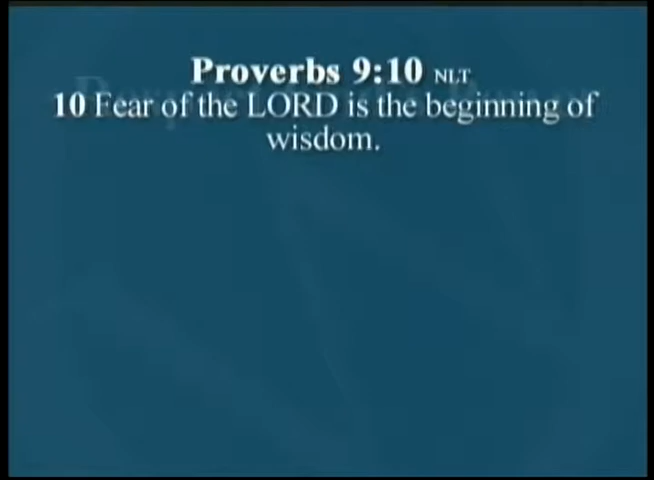 Proverbs 9:10 NLT
10 Fear of the LORD is the beginning of
wisdom.